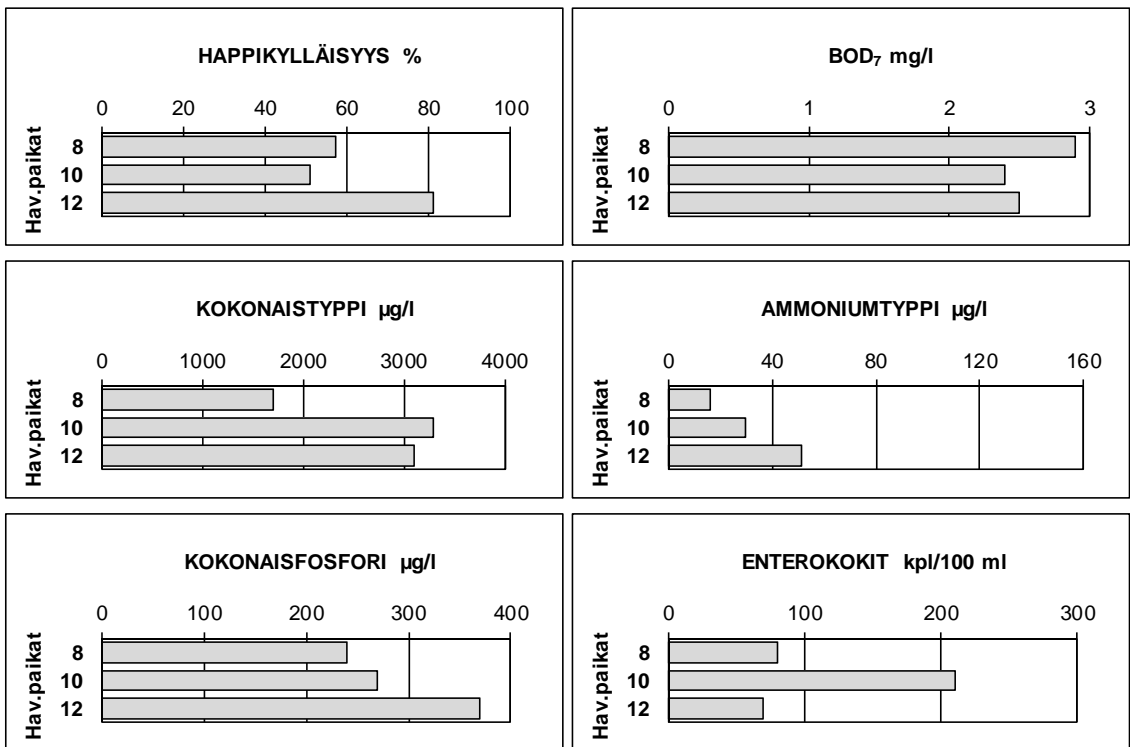 HAPPIKYLLÄISYYS %
0 20 40 60 80 100
Hav.paikat
8
10
12
BOD₇ mg/l
0 1 2 3
Hav.paikat
8
10
12
KOKONAISTYPPI µg/l
0 1000 2000 3000 4000
Hav.paikat
8
10
12
AMMONIUMTYPPI µg/l
0 40 80 120 160
Hav.paikat
8
10
12
KOKONAISFOSFORI µg/l
0 100 200 300 400
Hav.paikat
8
10
12
ENTEROKOKIT kpl/100 ml
0 100 200 300
Hav.paikat
8
10
12